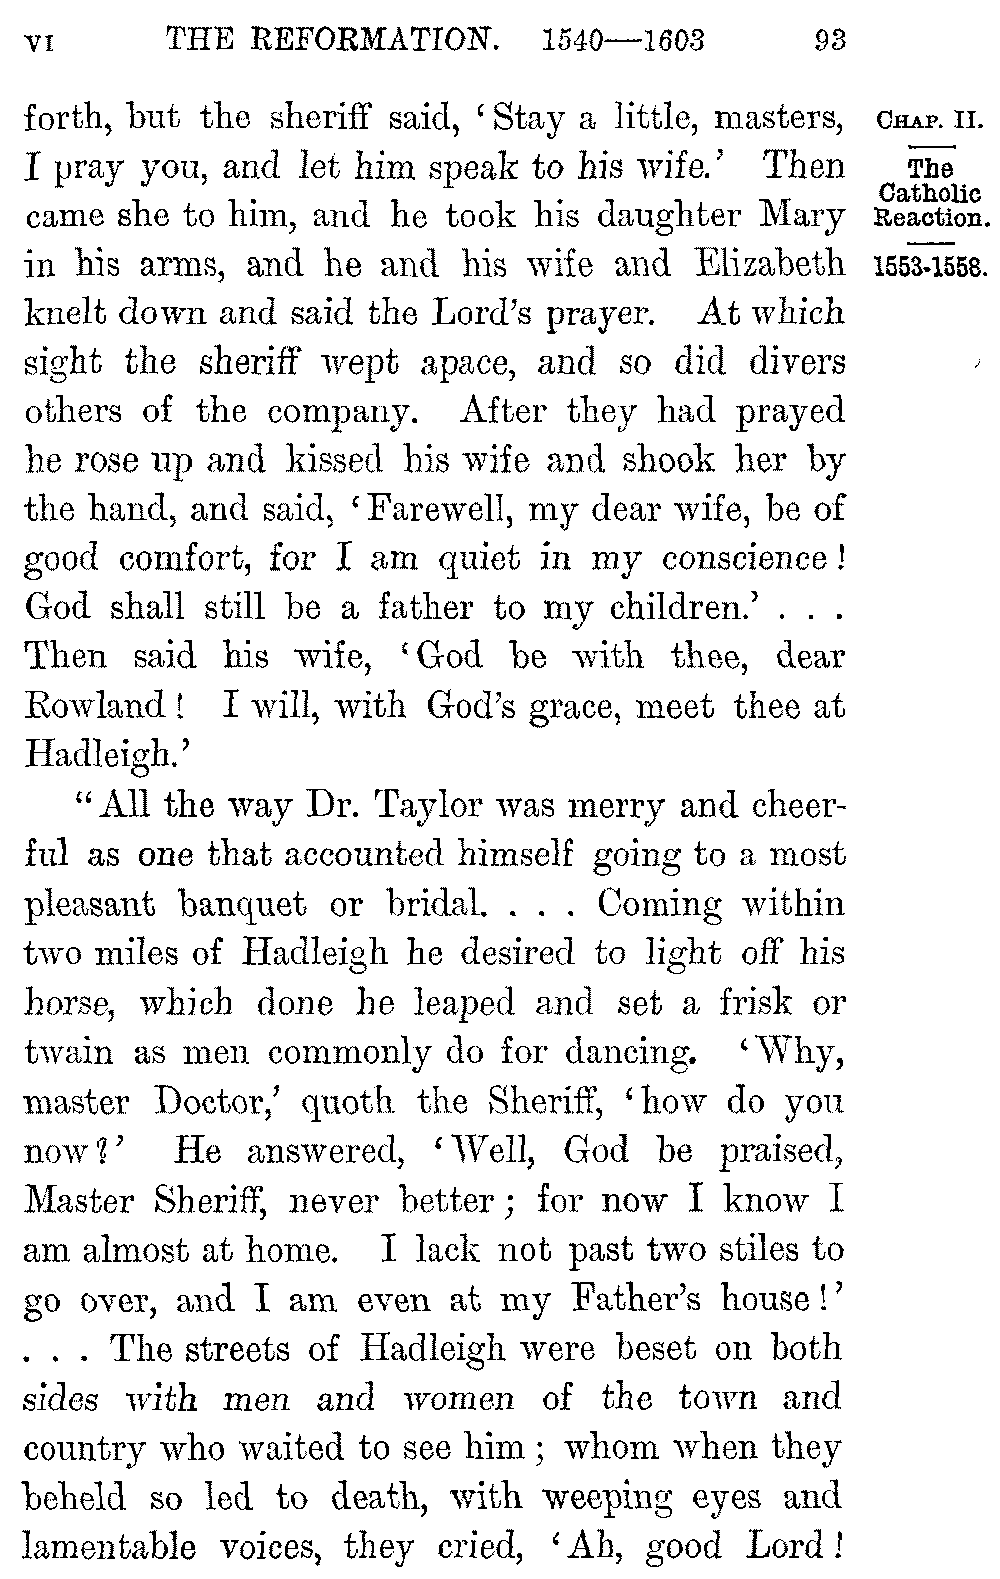 VI THE REFORMATION. 1540—1603 93
forth, but the sheriff said, ‘Stay a little, masters,
I pray you, and let him speak to his wife.’ Then
came she to him, and he took his daughter Mary
in his arms, and he and his wife and Elizabeth
knelt down and said the Lord’s prayer. At which
sight the sheriff wept apace, and so did divers
others of the company. After they had prayed
he rose up and kissed his wife and shook her by
the hand, and said, ‘Farewell, my dear wife, be of
good comfort, for I am quiet in my conscience!
God shall still be a father to my children.’ . . .
Then said his wife, ‘God be with thee, dear
Rowland! I will, with God’s grace, meet thee at
Hadleigh.’
“All the way Dr. Taylor was merry and cheer-
ful as one that accounted himself going to a most
pleasant banquet or bridal. . . . Coming within
two miles of Hadleigh he desired to light off his
horse, which done he leaped and set a frisk or
twain as men commonly do for dancing. ‘Why,
master Doctor,’ quoth the Sheriff, ‘how do you
now?’ He answered, ‘Well, God be praised,
Master Sheriff, never better; for now I know I
am almost at home. I lack not past two stiles to
go over, and I am even at my Father’s house!’
. . . The streets of Hadleigh were beset on both
sides with men and women of the town and
country who waited to see him; whom when they
beheld so led to death, with weeping eyes and
lamentable voices, they cried, ‘Ah, good Lord!
CHAP. II.
The
Catholic
Reaction.
1553-1558.